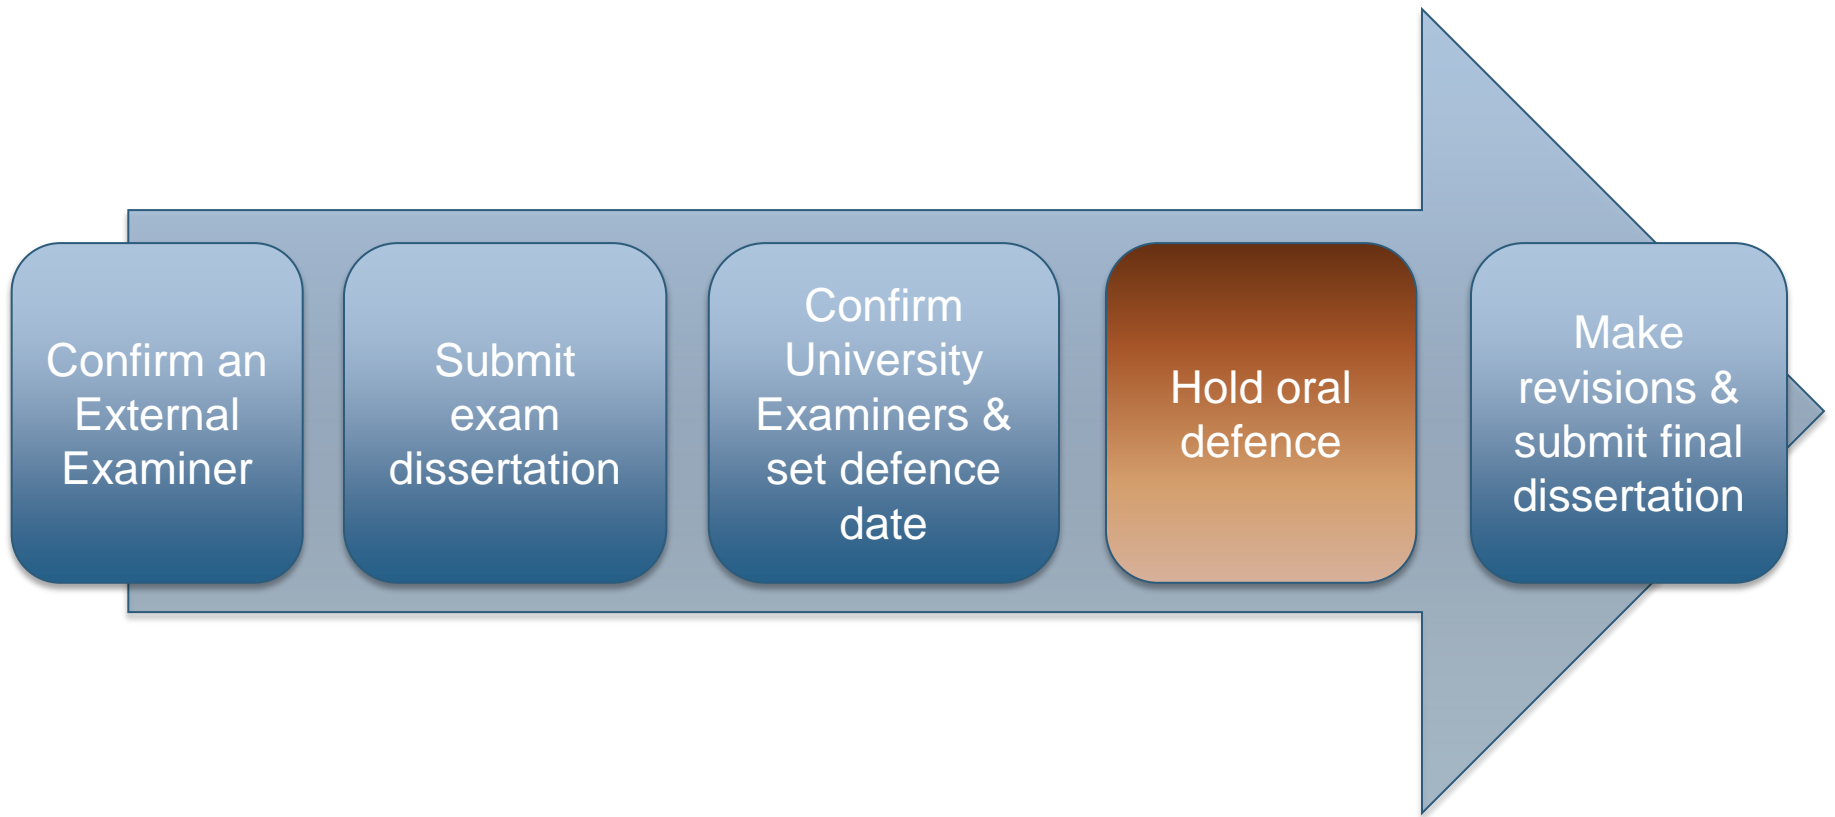 Confirm an
External
Examiner
Submit
exam
dissertation
Confirm
University
Examiners &
set defence
date
Hold oral
defence
Make
revisions &
submit final
dissertation